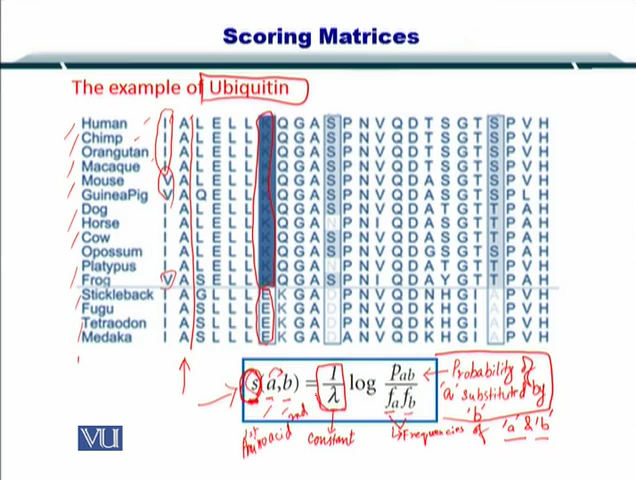 Scoring Matrices
The example of Ubiquitin
Human I A L E L L K Q G A S P N V Q D T S G T S P V H
Chimp I A L E L L K Q G A S P N V Q D T S G T S P V H
Orangutan I A L E L L K Q G A S P N V Q D T S G T S P V H
Macaque I A L E L L K Q G A S P N V Q D T S G T S P V H
Mouse V A L E L L K Q G A S P N V Q D A S G T S P V H
GuineaPig V A Q E L L K Q G A S P N V Q D A S G T S P L H
Dog I A L E L L K Q G A S P N V Q D A T G T T P A H
Horse I A L E L L K Q G A N P N I Q D A S G T T P A H
Cow I A L E L L K Q G A S P N V Q D A S G T T P A H
Opossum I A L E L L K Q G A S P N V Q D G S G T S P A H
Platypus I A L E L L K Q G A N P N V Q D A T G T T P A H
Frog V A S E L L K Q G A S P N I Q D A Y G T T P A H
Stickleback I A G L L L E K G A D P N V Q D N H G I A P V H
Fugu I A S L L L E K G A D P N V Q D K H G I A P V H
Tetraodon I A S L L L E K G A D P N V Q D K H G I A P V H
Medaka I A S L L L E K G A D A N V Q D K H G I A P V H
s(a,b) = 1/λ log Pab/fafb
Probability of
'a' substituted by
'b'
1st Amino acid
2nd
Constant
Frequencies of 'a' & 'b'
VU